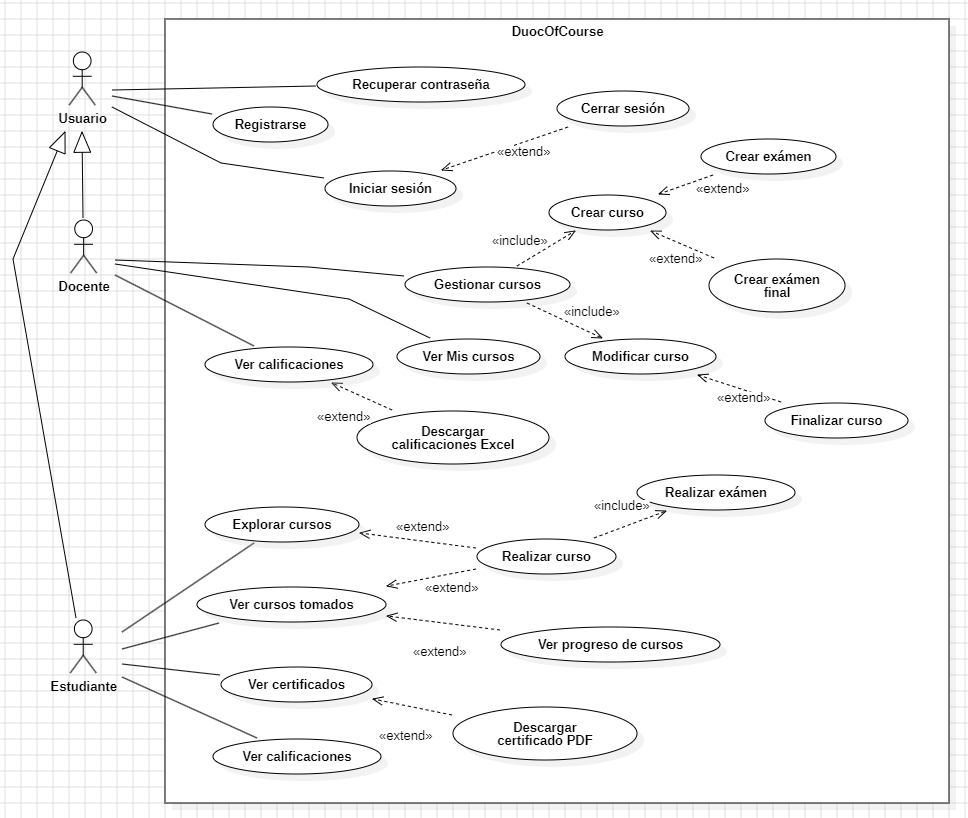 DuocOfCourse
Usuario
Recuperar contraseña
Registrarse
Cerrar sesión
«extend»
Iniciar sesión
Crear exámen
«extend»
Crear curso
«include»
«extend»
Docente
Gestionar cursos
Crear exámen
final
«include»
Ver Mis cursos
Modificar curso
Ver calificaciones
«extend»
Finalizar curso
«extend»
Descargar
calificaciones Excel
Realizar exámen
«include»
Explorar cursos
«extend»
Realizar curso
«extend»
Ver cursos tomados
Ver progreso de cursos
«extend»
Estudiante
Ver certificados
Descargar
certificado PDF
«extend»
Ver calificaciones